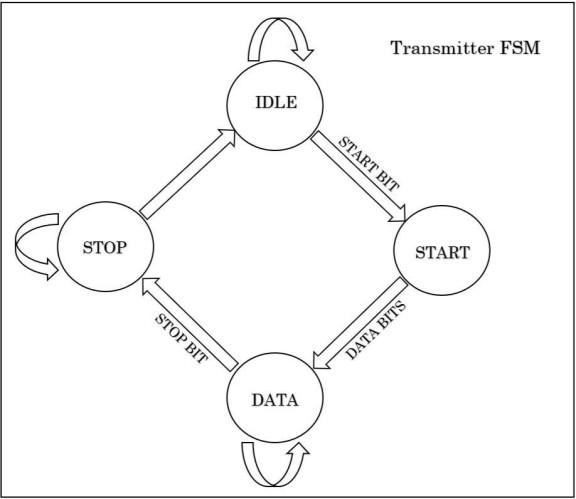 Transmitter FSM
IDLE
START BIT
STOP
START
STOP BIT
DATA BITS
DATA